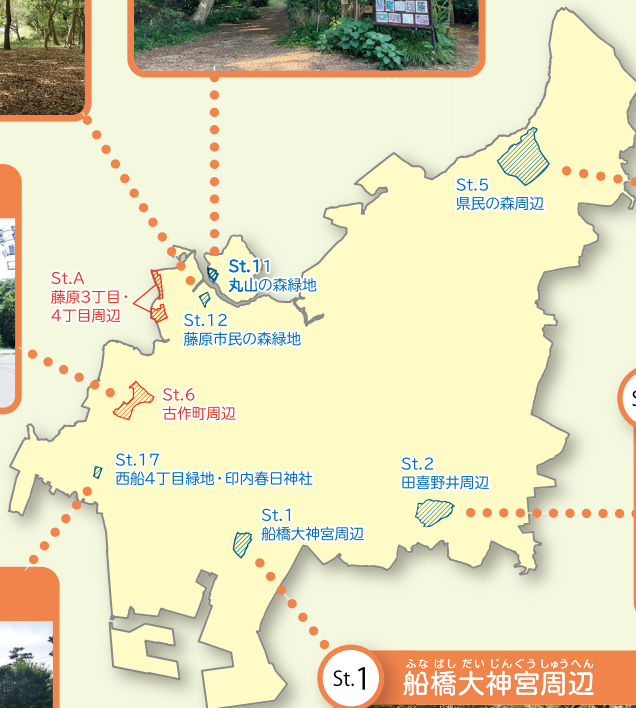 St.5
県民の森周辺
St.11
丸山の森緑地
St.A
藤原3丁目・
4丁目周辺
St.12
藤原市民の森緑地
St.6
古作町周辺
St.17
西船4丁目緑地・印内春日神社
St.2
田喜野井周辺
St.1
船橋大神宮周辺
ふな ばし だい じんぐう しゅうへん
St.1 船橋大神宮周辺